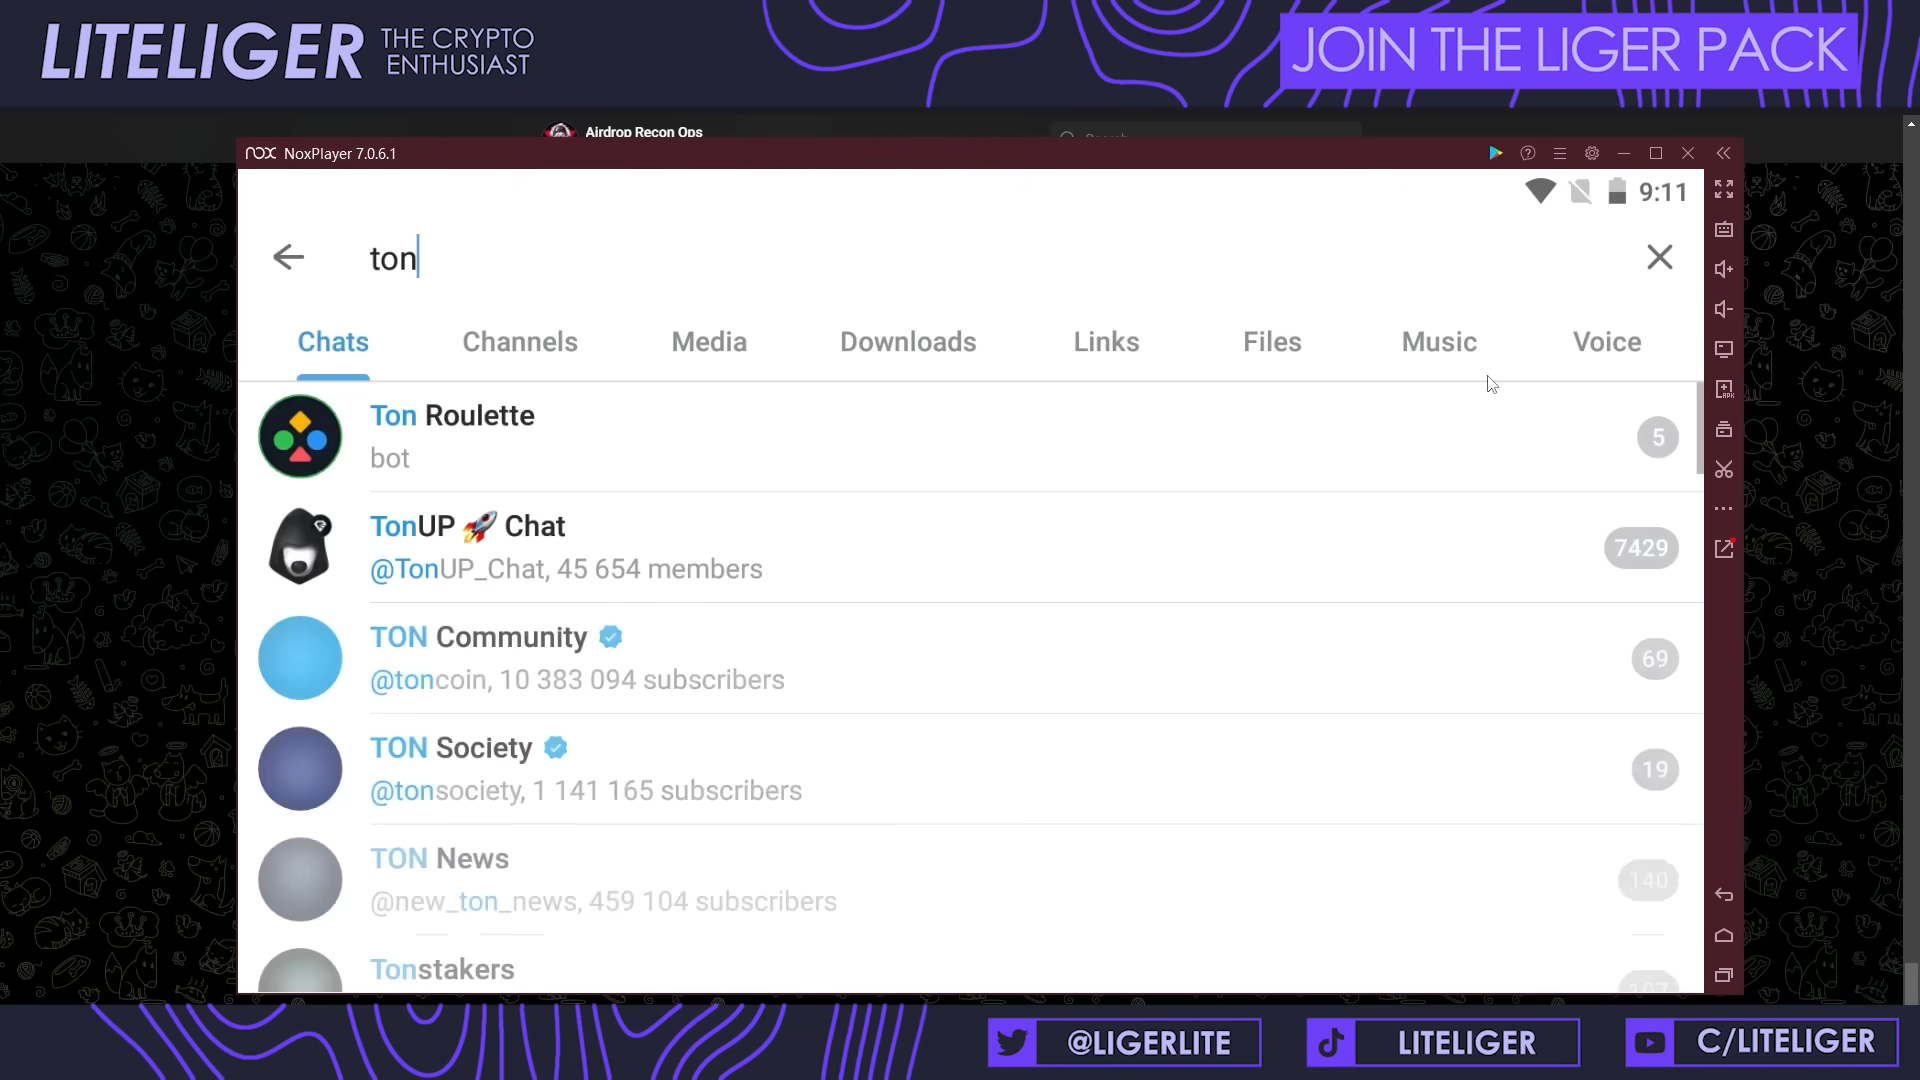 LITELIGER
THE CRYPTO
ENTHUSIAST
JOIN THE LIGER PACK
Airdrop Recon Ops
nox NoxPlayer 7.0.6.1
9:11
ton
Chats Channels Media Downloads Links Files Music Voice
Ton Roulette
bot
5
TonUP 🚀 Chat
@TonUP_Chat, 45 654 members
7429
TON Community
@toncoin, 10 383 094 subscribers
69
TON Society
@tonsociety, 1 141 165 subscribers
19
TON News
@new_ton_news, 459 104 subscribers
140
Tonstakers
@LIGERLITE
LITELIGER
C/LITELIGER